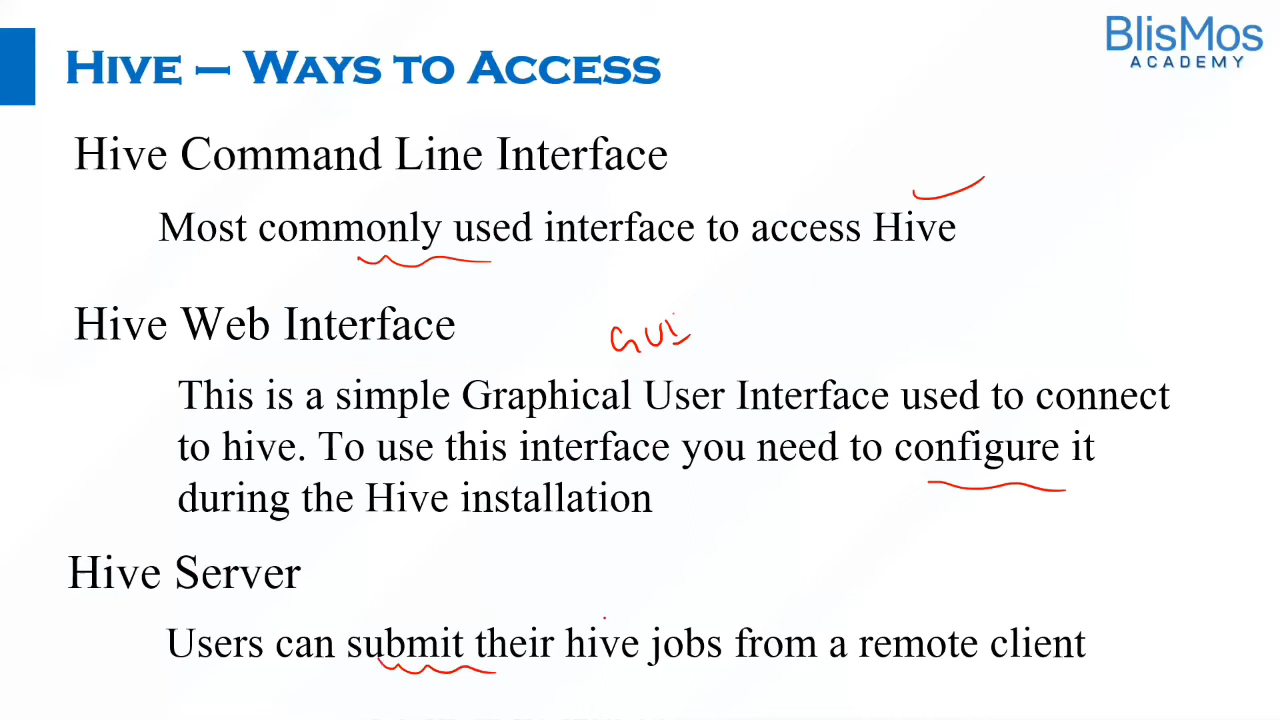 HIVE – WAYS TO ACCESS
BlisMos
ACADEMY
Hive Command Line Interface
Most commonly used interface to access Hive
Hive Web Interface
GUI
This is a simple Graphical User Interface used to connect
to hive. To use this interface you need to configure it
during the Hive installation
Hive Server
Users can submit their hive jobs from a remote client